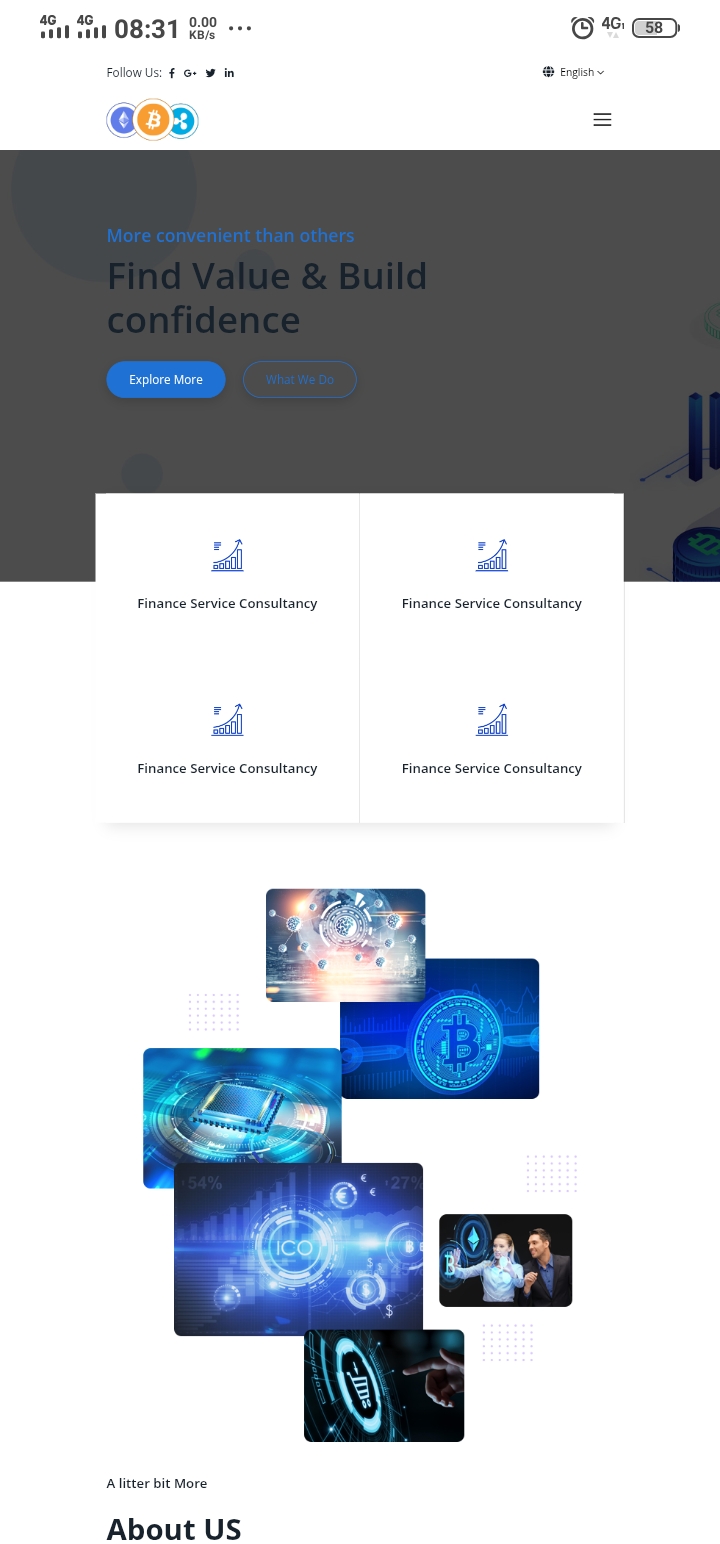 4G 4G 08:31 0.00 KB/s ... 4G 58
Follow Us: English
More convenient than others
Find Value & Build
confidence
Explore More What We Do
Finance Service Consultancy Finance Service Consultancy
Finance Service Consultancy Finance Service Consultancy
54% 27%
ICO
A litter bit More
About US